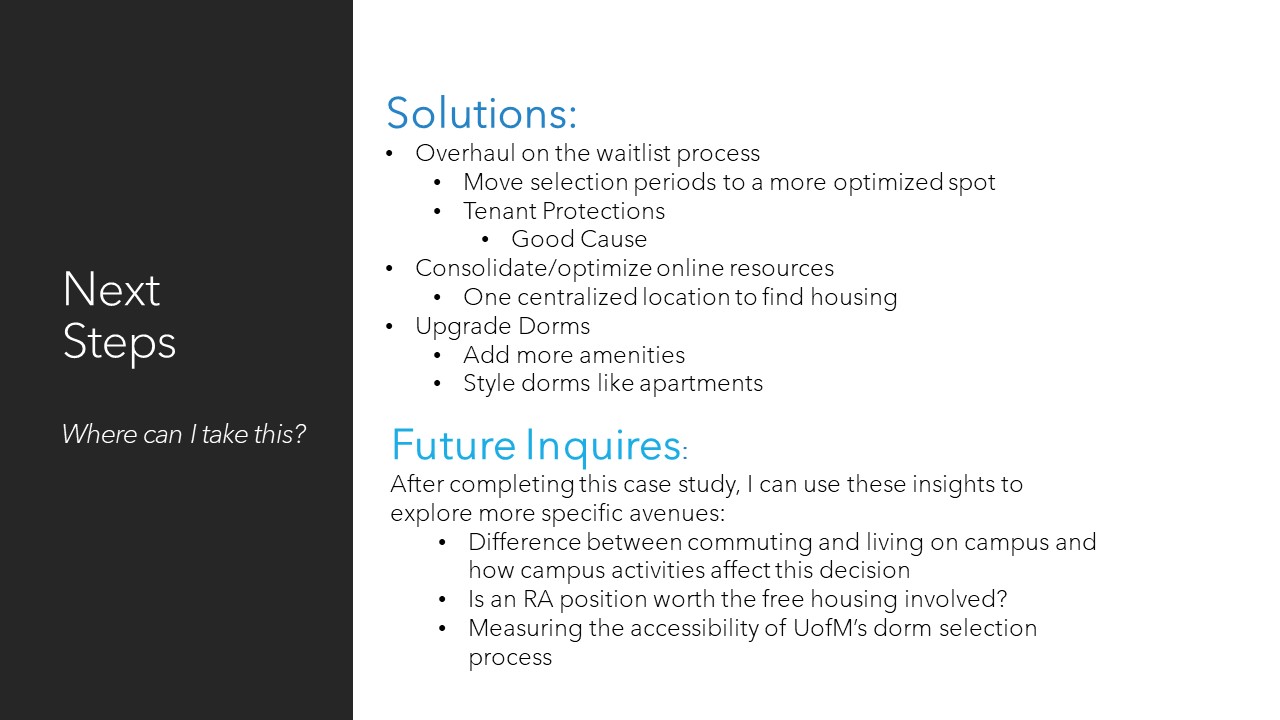 Next
Steps
Where can I take this?
Solutions:
• Overhaul on the waitlist process
• Move selection periods to a more optimized spot
• Tenant Protections
• Good Cause
• Consolidate/optimize online resources
• One centralized location to find housing
• Upgrade Dorms
• Add more amenities
• Style dorms like apartments
Future Inquires:
After completing this case study, I can use these insights to
explore more specific avenues:
• Difference between commuting and living on campus and
how campus activities affect this decision
• Is an RA position worth the free housing involved?
• Measuring the accessibility of UofM’s dorm selection
process